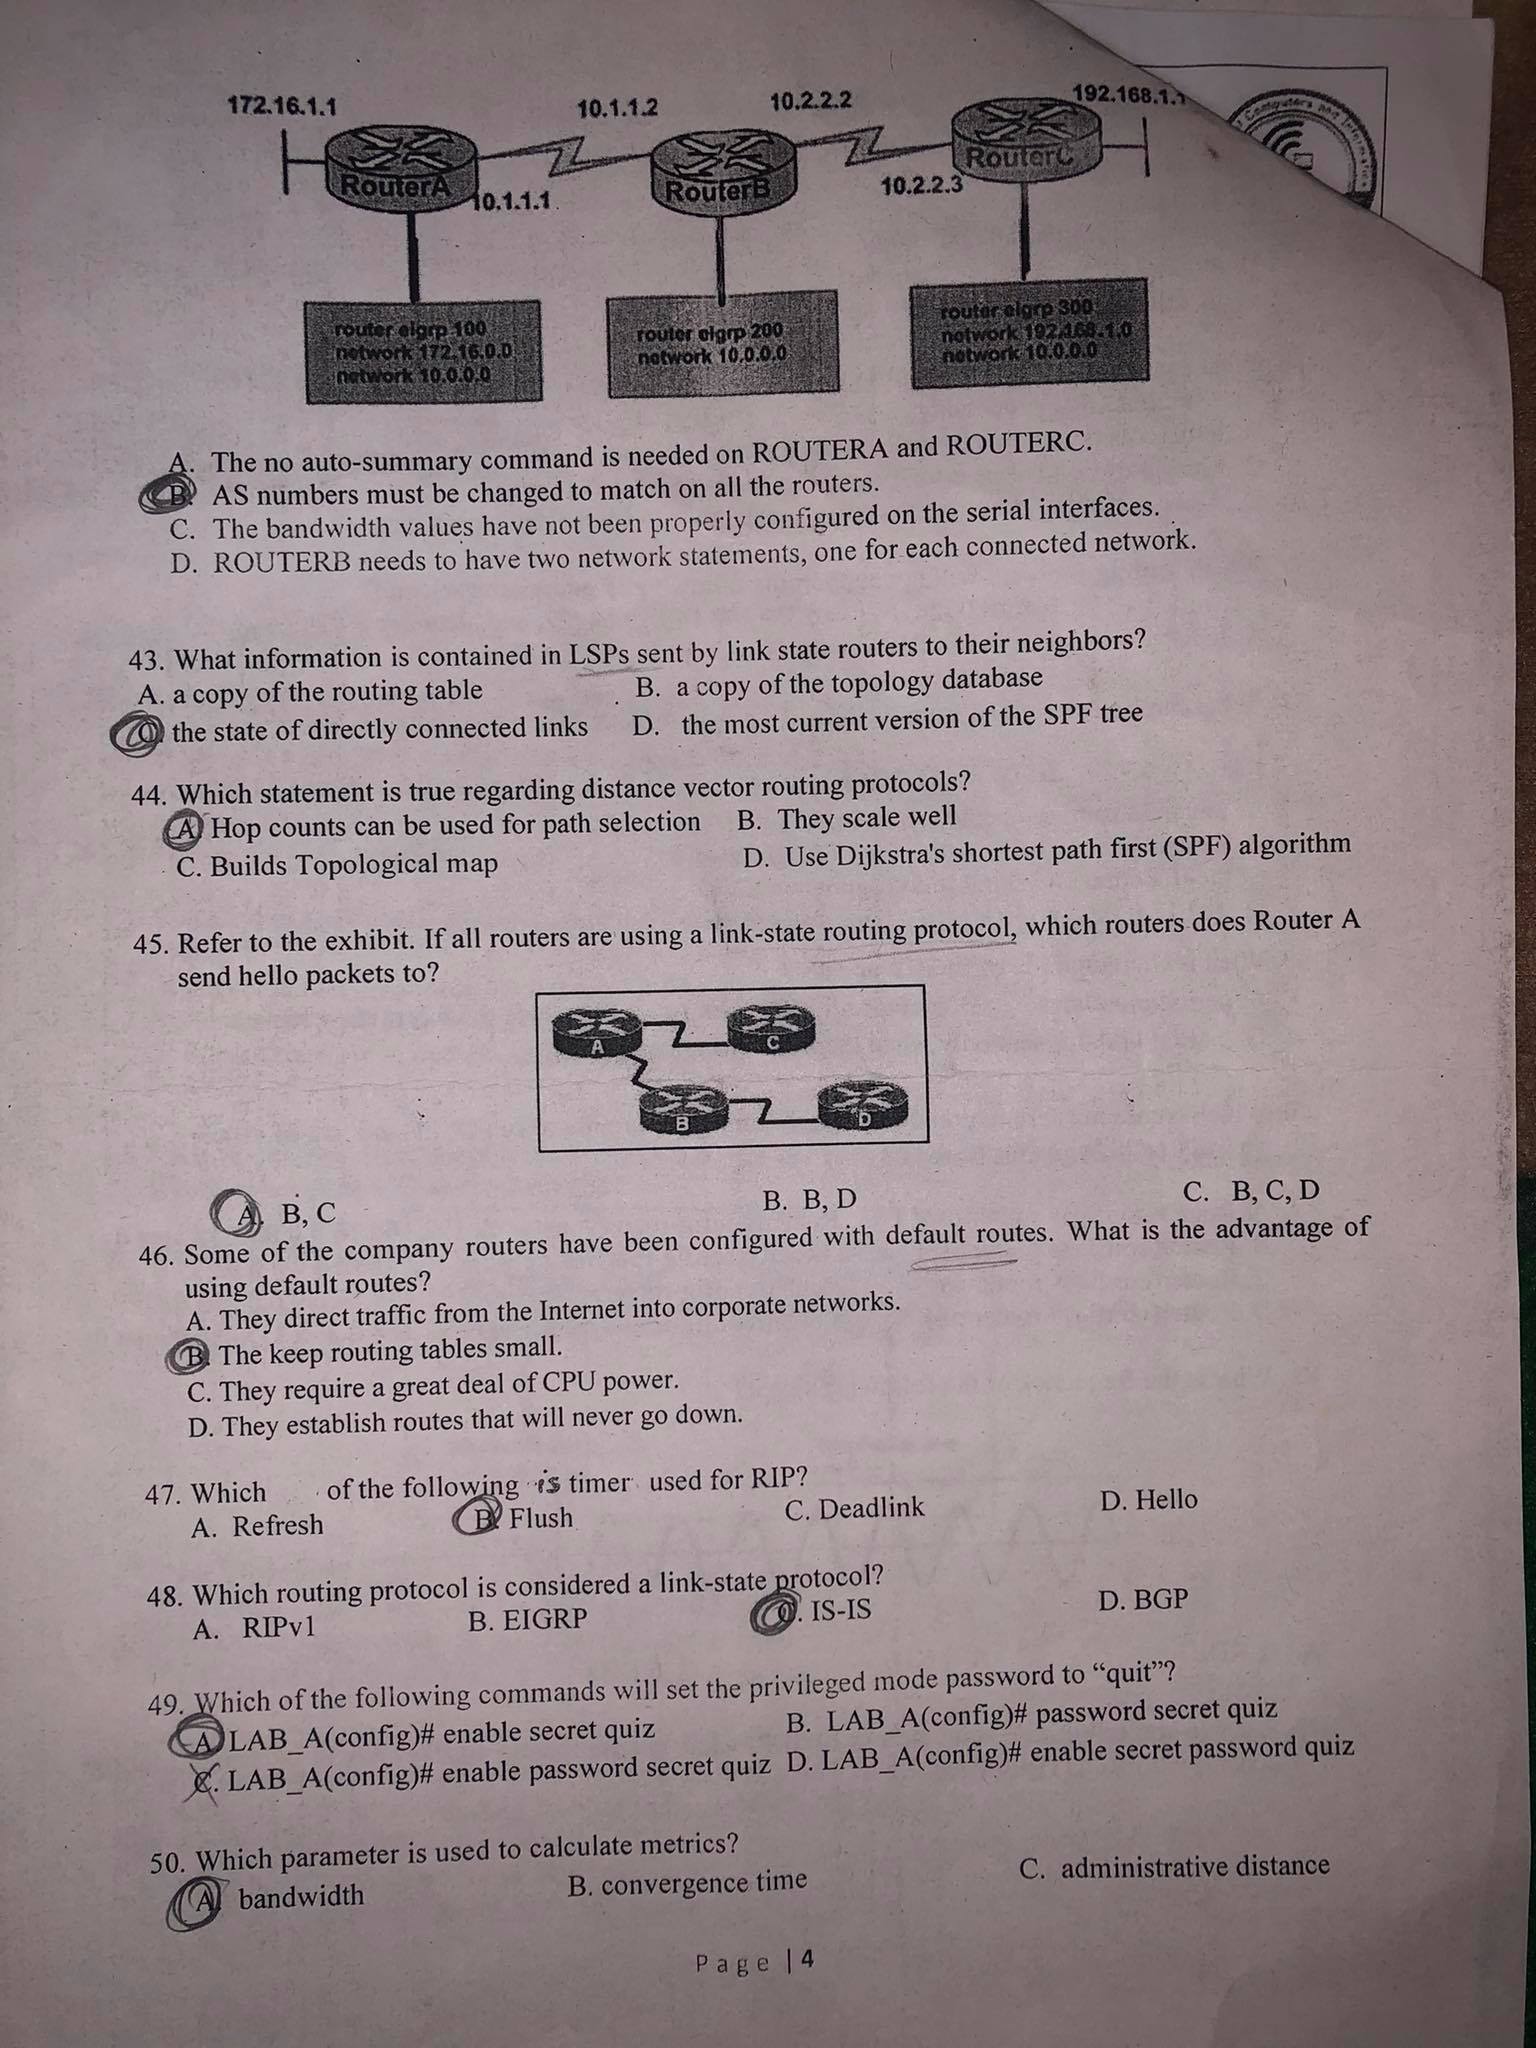 172.16.1.1
10.1.1.2
10.2.2.2
192.168.1.1
Computers and
RouterA
10.1.1.1
RouterB
10.2.2.3
RouterC
router eigrp 100
network 172.16.0.0
network 10.0.0.0
router eigrp 200
network 10.0.0.0
router eigrp 300
network 192.168.1.0
network 10.0.0.0
A. The no auto-summary command is needed on ROUTERA and ROUTERC.
B. AS numbers must be changed to match on all the routers.
C. The bandwidth values have not been properly configured on the serial interfaces.
D. ROUTERB needs to have two network statements, one for each connected network.
43. What information is contained in LSPs sent by link state routers to their neighbors?
A. a copy of the routing table B. a copy of the topology database
C. the state of directly connected links D. the most current version of the SPF tree
44. Which statement is true regarding distance vector routing protocols?
A. Hop counts can be used for path selection B. They scale well
C. Builds Topological map D. Use Dijkstra's shortest path first (SPF) algorithm
45. Refer to the exhibit. If all routers are using a link-state routing protocol, which routers does Router A
send hello packets to?
A C
B D
A. B, C B. B, D C. B, C, D
46. Some of the company routers have been configured with default routes. What is the advantage of
using default routes?
A. They direct traffic from the Internet into corporate networks.
B. The keep routing tables small.
C. They require a great deal of CPU power.
D. They establish routes that will never go down.
47. Which of the following is timer used for RIP?
A. Refresh B. Flush C. Deadlink D. Hello
48. Which routing protocol is considered a link-state protocol?
A. RIPv1 B. EIGRP C. IS-IS D. BGP
49. Which of the following commands will set the privileged mode password to “quit”?
A. LAB_A(config)# enable secret quiz B. LAB_A(config)# password secret quiz
C. LAB_A(config)# enable password secret quiz D. LAB_A(config)# enable secret password quiz
50. Which parameter is used to calculate metrics?
A. bandwidth B. convergence time C. administrative distance
Page | 4